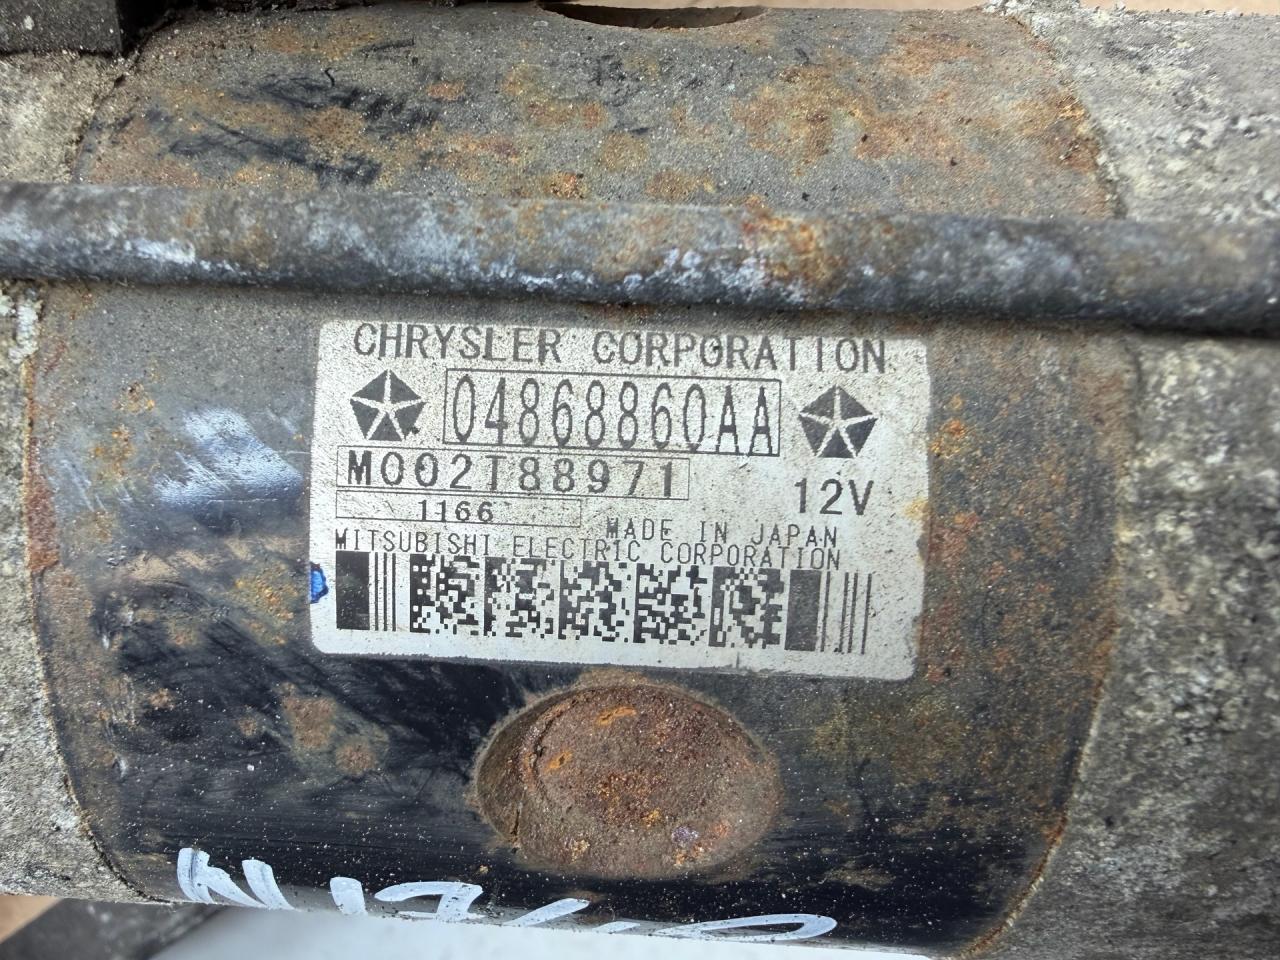 CHRYSLER CORPORATION
04868860AA
M002T88971
12V
1166
MADE IN JAPAN
MITSUBISHI ELECTRIC CORPORATION